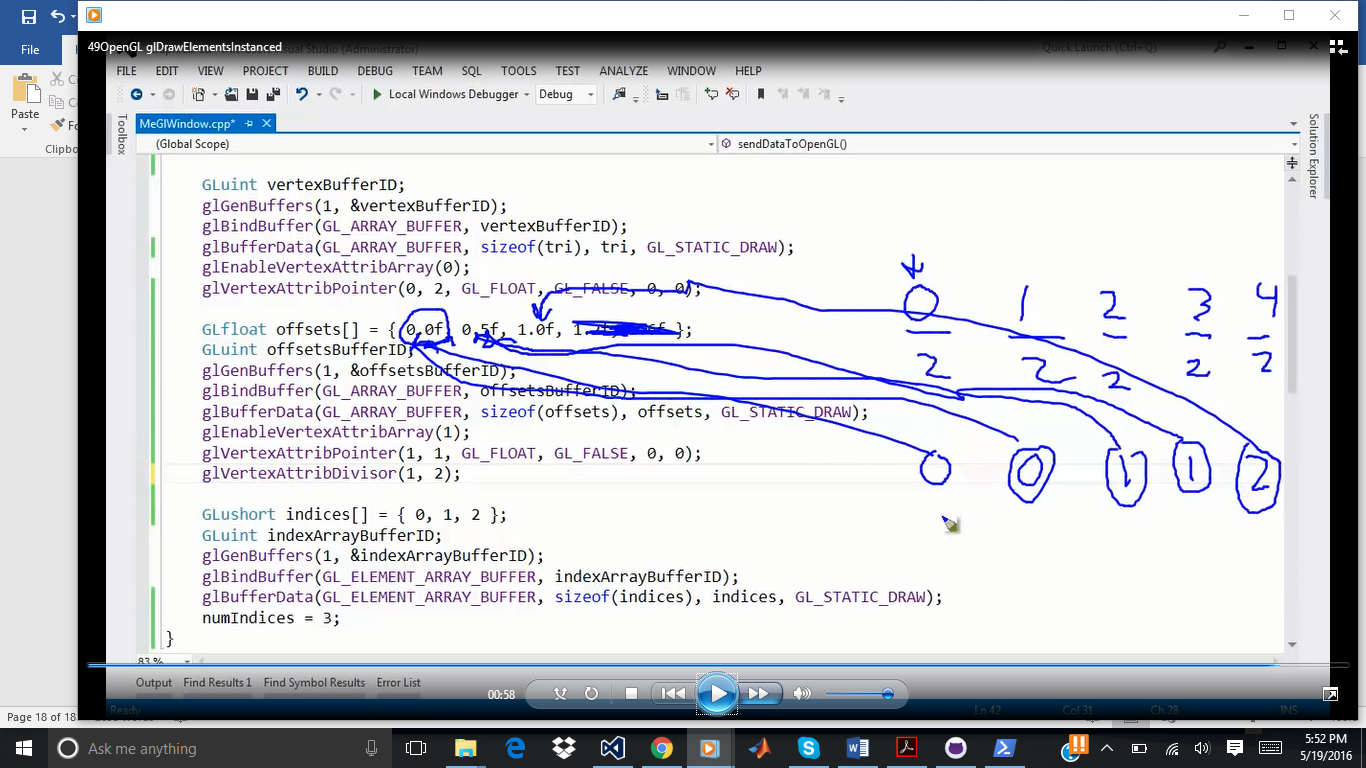 File
Paste
Clipb
Page 18 of 18
49OpenGL glDrawElementsInstanced
Studio (Administrator)
Quick Launch (Ctrl+Q)
FILE EDIT VIEW PROJECT BUILD DEBUG TEAM SQL TOOLS TEST ANALYZE WINDOW HELP
Local Windows Debugger Debug
Toolbox
Solution Explorer
MeGlWindow.cpp*
(Global Scope) sendDataToOpenGL()
GLuint vertexBufferID;
glGenBuffers(1, &vertexBufferID);
glBindBuffer(GL_ARRAY_BUFFER, vertexBufferID);
glBufferData(GL_ARRAY_BUFFER, sizeof(tri), tri, GL_STATIC_DRAW);
glEnableVertexAttribArray(0);
glVertexAttribPointer(0, 2, GL_FLOAT, GL_FALSE, 0, 0);
GLfloat offsets[] = { 0.0f, 0.5f, 1.0f, };
GLuint offsetsBufferID;
glGenBuffers(1, &offsetsBufferID);
glBindBuffer(GL_ARRAY_BUFFER, offsetsBufferID);
glBufferData(GL_ARRAY_BUFFER, sizeof(offsets), offsets, GL_STATIC_DRAW);
glEnableVertexAttribArray(1);
glVertexAttribPointer(1, 1, GL_FLOAT, GL_FALSE, 0, 0);
glVertexAttribDivisor(1, 2);
GLushort indices[] = { 0, 1, 2 };
GLuint indexArrayBufferID;
glGenBuffers(1, &indexArrayBufferID);
glBindBuffer(GL_ELEMENT_ARRAY_BUFFER, indexArrayBufferID);
glBufferData(GL_ELEMENT_ARRAY_BUFFER, sizeof(indices), indices, GL_STATIC_DRAW);
numIndices = 3;
}
0 1 2 3 4
2 2 2 2 2
0 0 1 1 2
83 %
Output Find Results 1 Find Symbol Results Error List
00:58
Ready Ln 42 Col 31 Ch 28 INS
Ask me anything
5:52 PM
5/19/2016